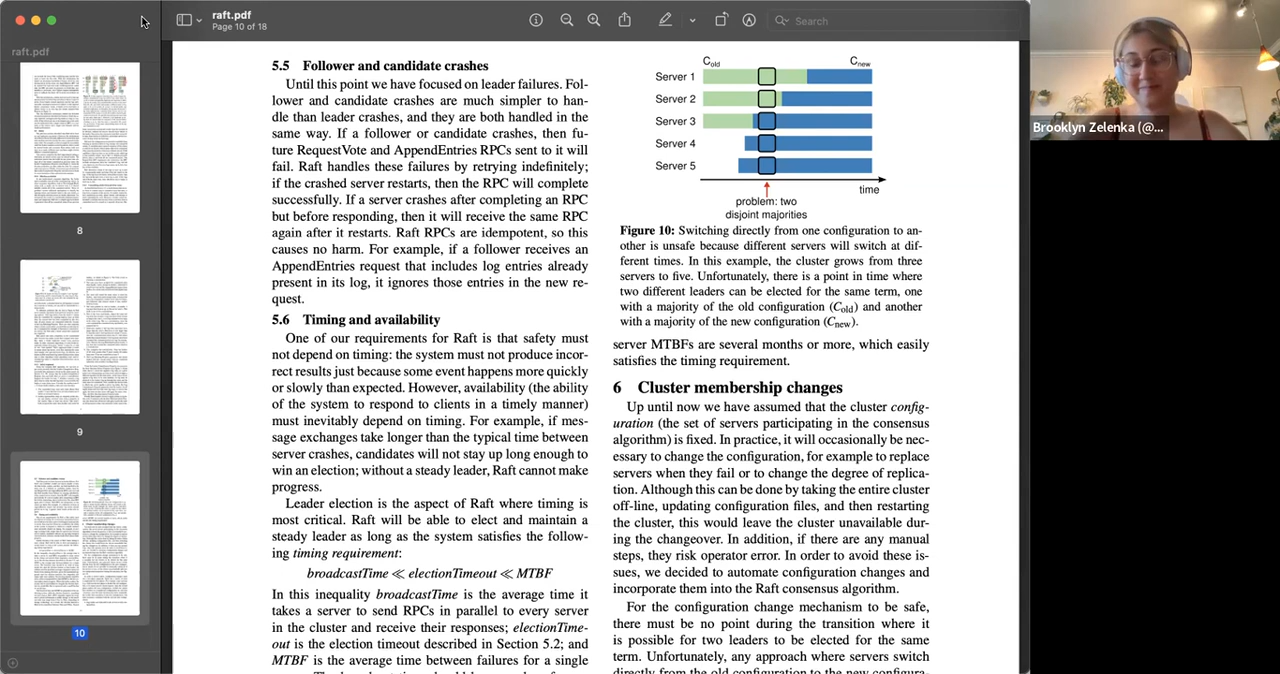 raft.pdf
Page 10 of 18
Search
raft.pdf
8
9
10
5.5 Follower and candidate crashes
Until this point we have focused on leader failures. Fol-
lower and candidate crashes are much simpler to han-
dle than leader crashes, and they are both handled in the
same way. If a follower or candidate crashes, then fu-
ture RequestVote and AppendEntries RPCs sent to it will
fail. Raft handles these failures by retrying indefinitely;
if the crashed server restarts, then the RPC will complete
successfully. If a server crashes after completing an RPC
but before responding, then it will receive the same RPC
again after it restarts. Raft RPCs are idempotent, so this
causes no harm. For example, if a follower receives an
AppendEntries request that includes log entries already
present in its log, it ignores those entries in the new re-
quest.
5.6 Timing and availability
One of our requirements for Raft is that safety must
not depend on timing: the system must not produce incor-
rect results just because some event happens more quickly
or slowly than expected. However, availability (the ability
of the system to respond to clients in a timely manner)
must inevitably depend on timing. For example, if mes-
sage exchanges take longer than the typical time between
server crashes, candidates will not stay up long enough to
win an election; without a steady leader, Raft cannot make
progress.
Leader election is the aspect of Raft where timing is
most critical. Raft will be able to elect and maintain a
steady leader as long as the system satisfies the follow-
ing timing requirement:
broadcastTime ≪ electionTimeout ≪ MTBF
In this inequality broadcastTime is the average time it
takes a server to send RPCs in parallel to every server
in the cluster and receive their responses; electionTime-
out is the election timeout described in Section 5.2; and
MTBF is the average time between failures for a single
Cold
Cnew
Server 1
Server 2
Server 3
Server 4
Server 5
time
problem: two
disjoint majorities
Figure 10: Switching directly from one configuration to an-
other is unsafe because different servers will switch at dif-
ferent times. In this example, the cluster grows from three
servers to five. Unfortunately, there is a point in time where
two different leaders can be elected for the same term, one
with a majority of the old configuration (Cold) and another
with a majority of the new configuration (Cnew).
server MTBFs are several months or more, which easily
satisfies the timing requirement.
6 Cluster membership changes
Up until now we have assumed that the cluster config-
uration (the set of servers participating in the consensus
algorithm) is fixed. In practice, it will occasionally be nec-
essary to change the configuration, for example to replace
servers when they fail or to change the degree of replica-
tion. Although this can be done by taking the entire cluster
off-line, updating configuration files, and then restarting
the cluster, this would leave the cluster unavailable dur-
ing the changeover. In addition, if there are any manual
steps, they risk operator error. In order to avoid these is-
sues, we decided to automate configuration changes and
incorporate them into the Raft consensus algorithm.
For the configuration change mechanism to be safe,
there must be no point during the transition where it
is possible for two leaders to be elected for the same
term. Unfortunately, any approach where servers switch
directly from the old configuration to the new configura-
Brooklyn Zelenka (@...